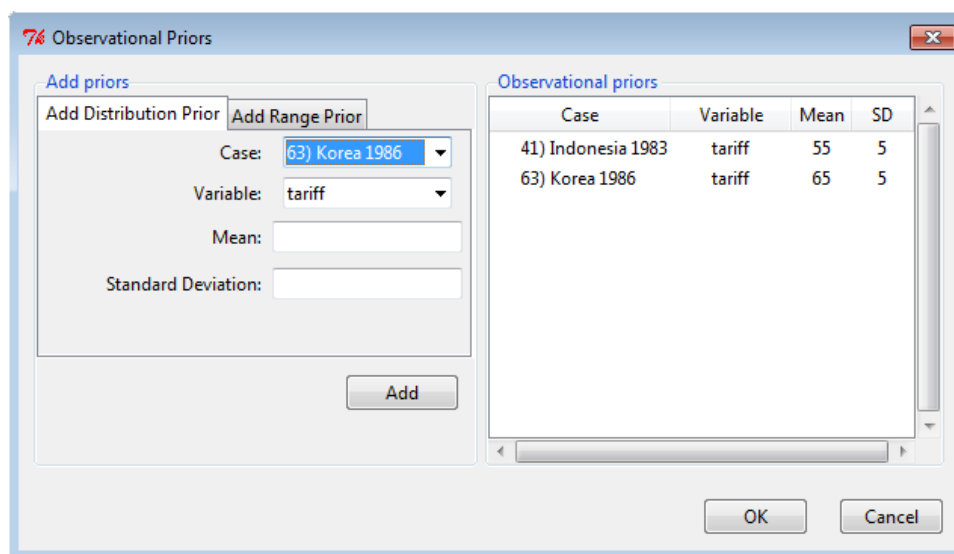 Observational Priors
Add priors
Add Distribution Prior Add Range Prior
Case: 63) Korea 1986
Variable: tariff
Mean:
Standard Deviation:
Add
Observational priors
Case Variable Mean SD
41) Indonesia 1983 tariff 55 5
63) Korea 1986 tariff 65 5
OK Cancel